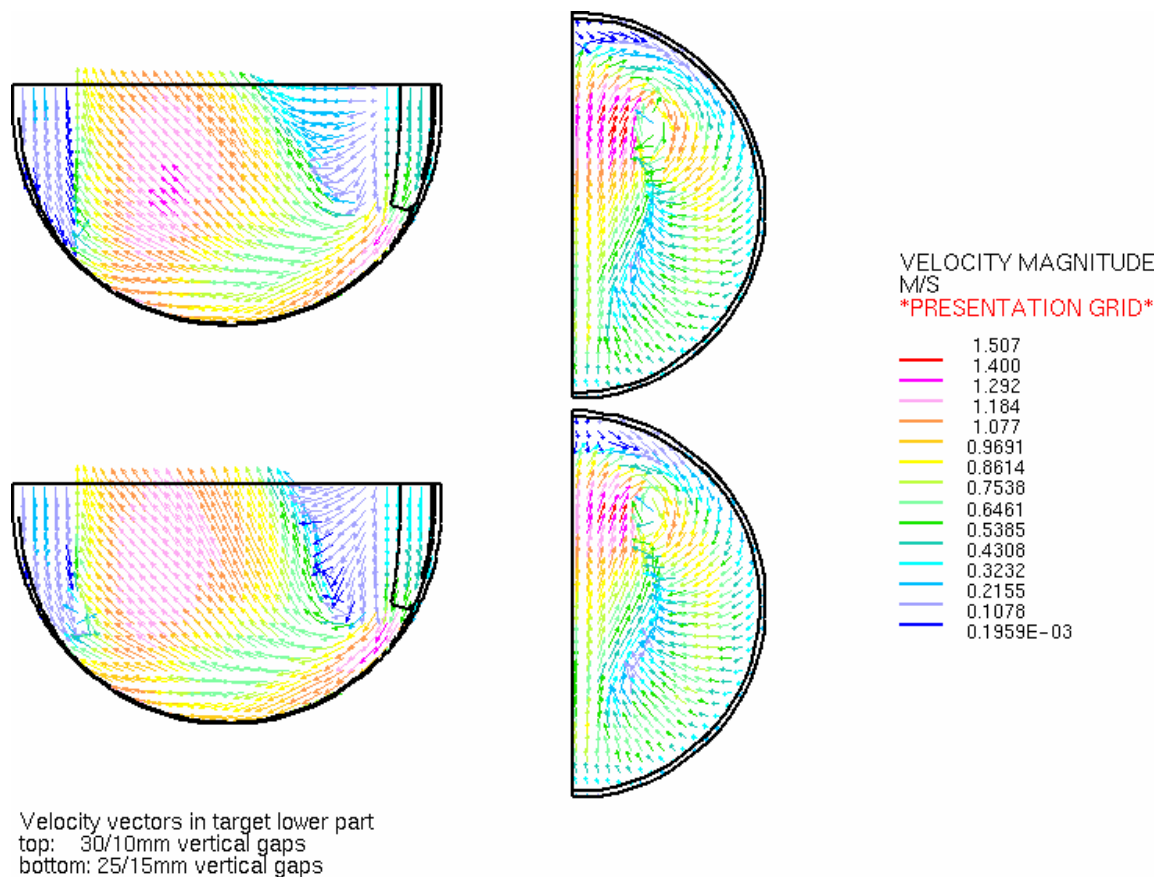 VELOCITY MAGNITUDE
M/S
*PRESENTATION GRID*
1.507
1.400
1.292
1.184
1.077
0.9691
0.8614
0.7538
0.6461
0.5385
0.4308
0.3232
0.2155
0.1078
0.1959E-03
Velocity vectors in target lower part
top: 30/10mm vertical gaps
bottom: 25/15mm vertical gaps